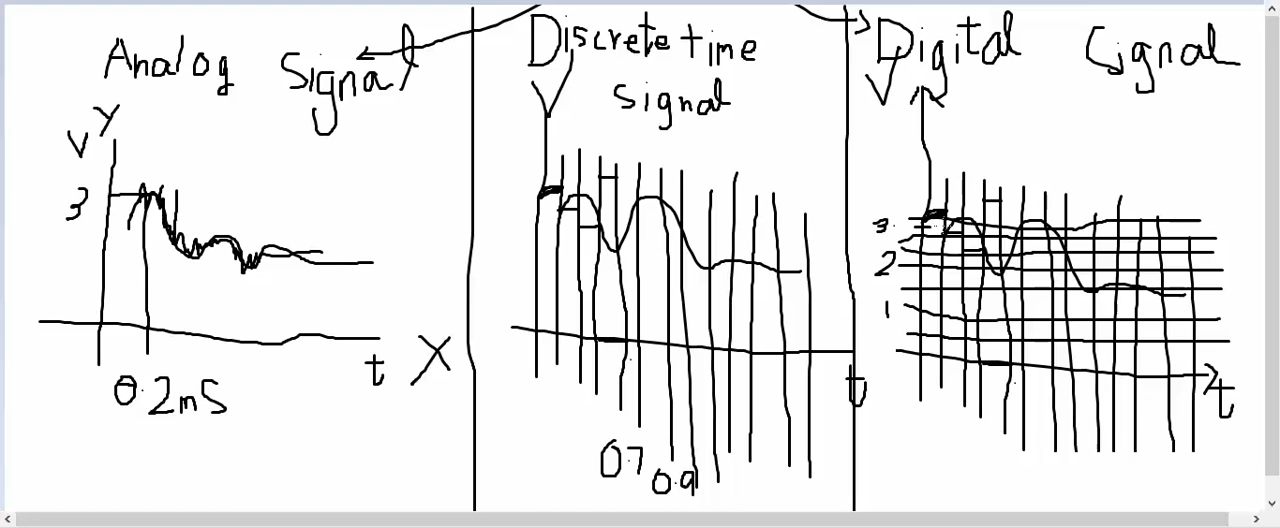 Analog Signal
Y
V
3
0.2ms
t
X
Discrete time
signal
V
t
0.7
0.9
Digital Signal
V
3
2
1
t